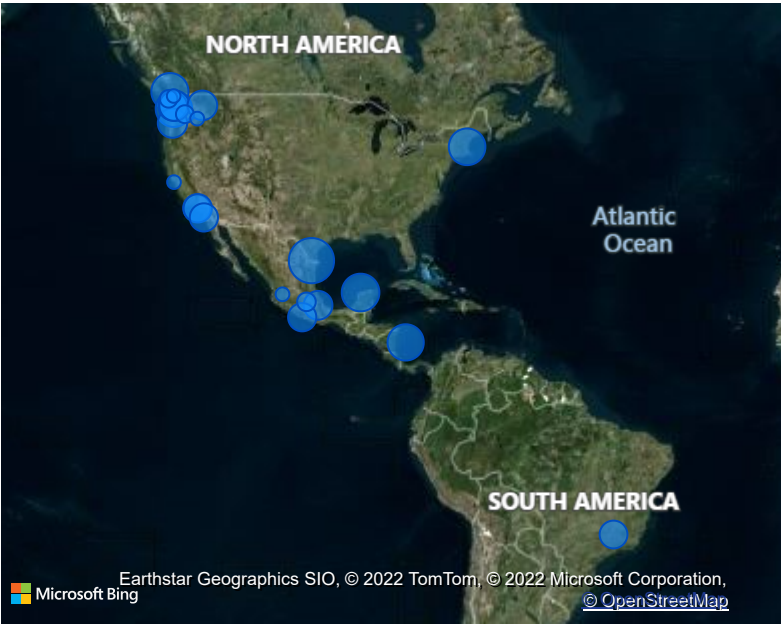 NORTH AMERICA
Atlantic
Ocean
SOUTH AMERICA
Earthstar Geographics SIO, © 2022 TomTom, © 2022 Microsoft Corporation,
Microsoft Bing
© OpenStreetMap